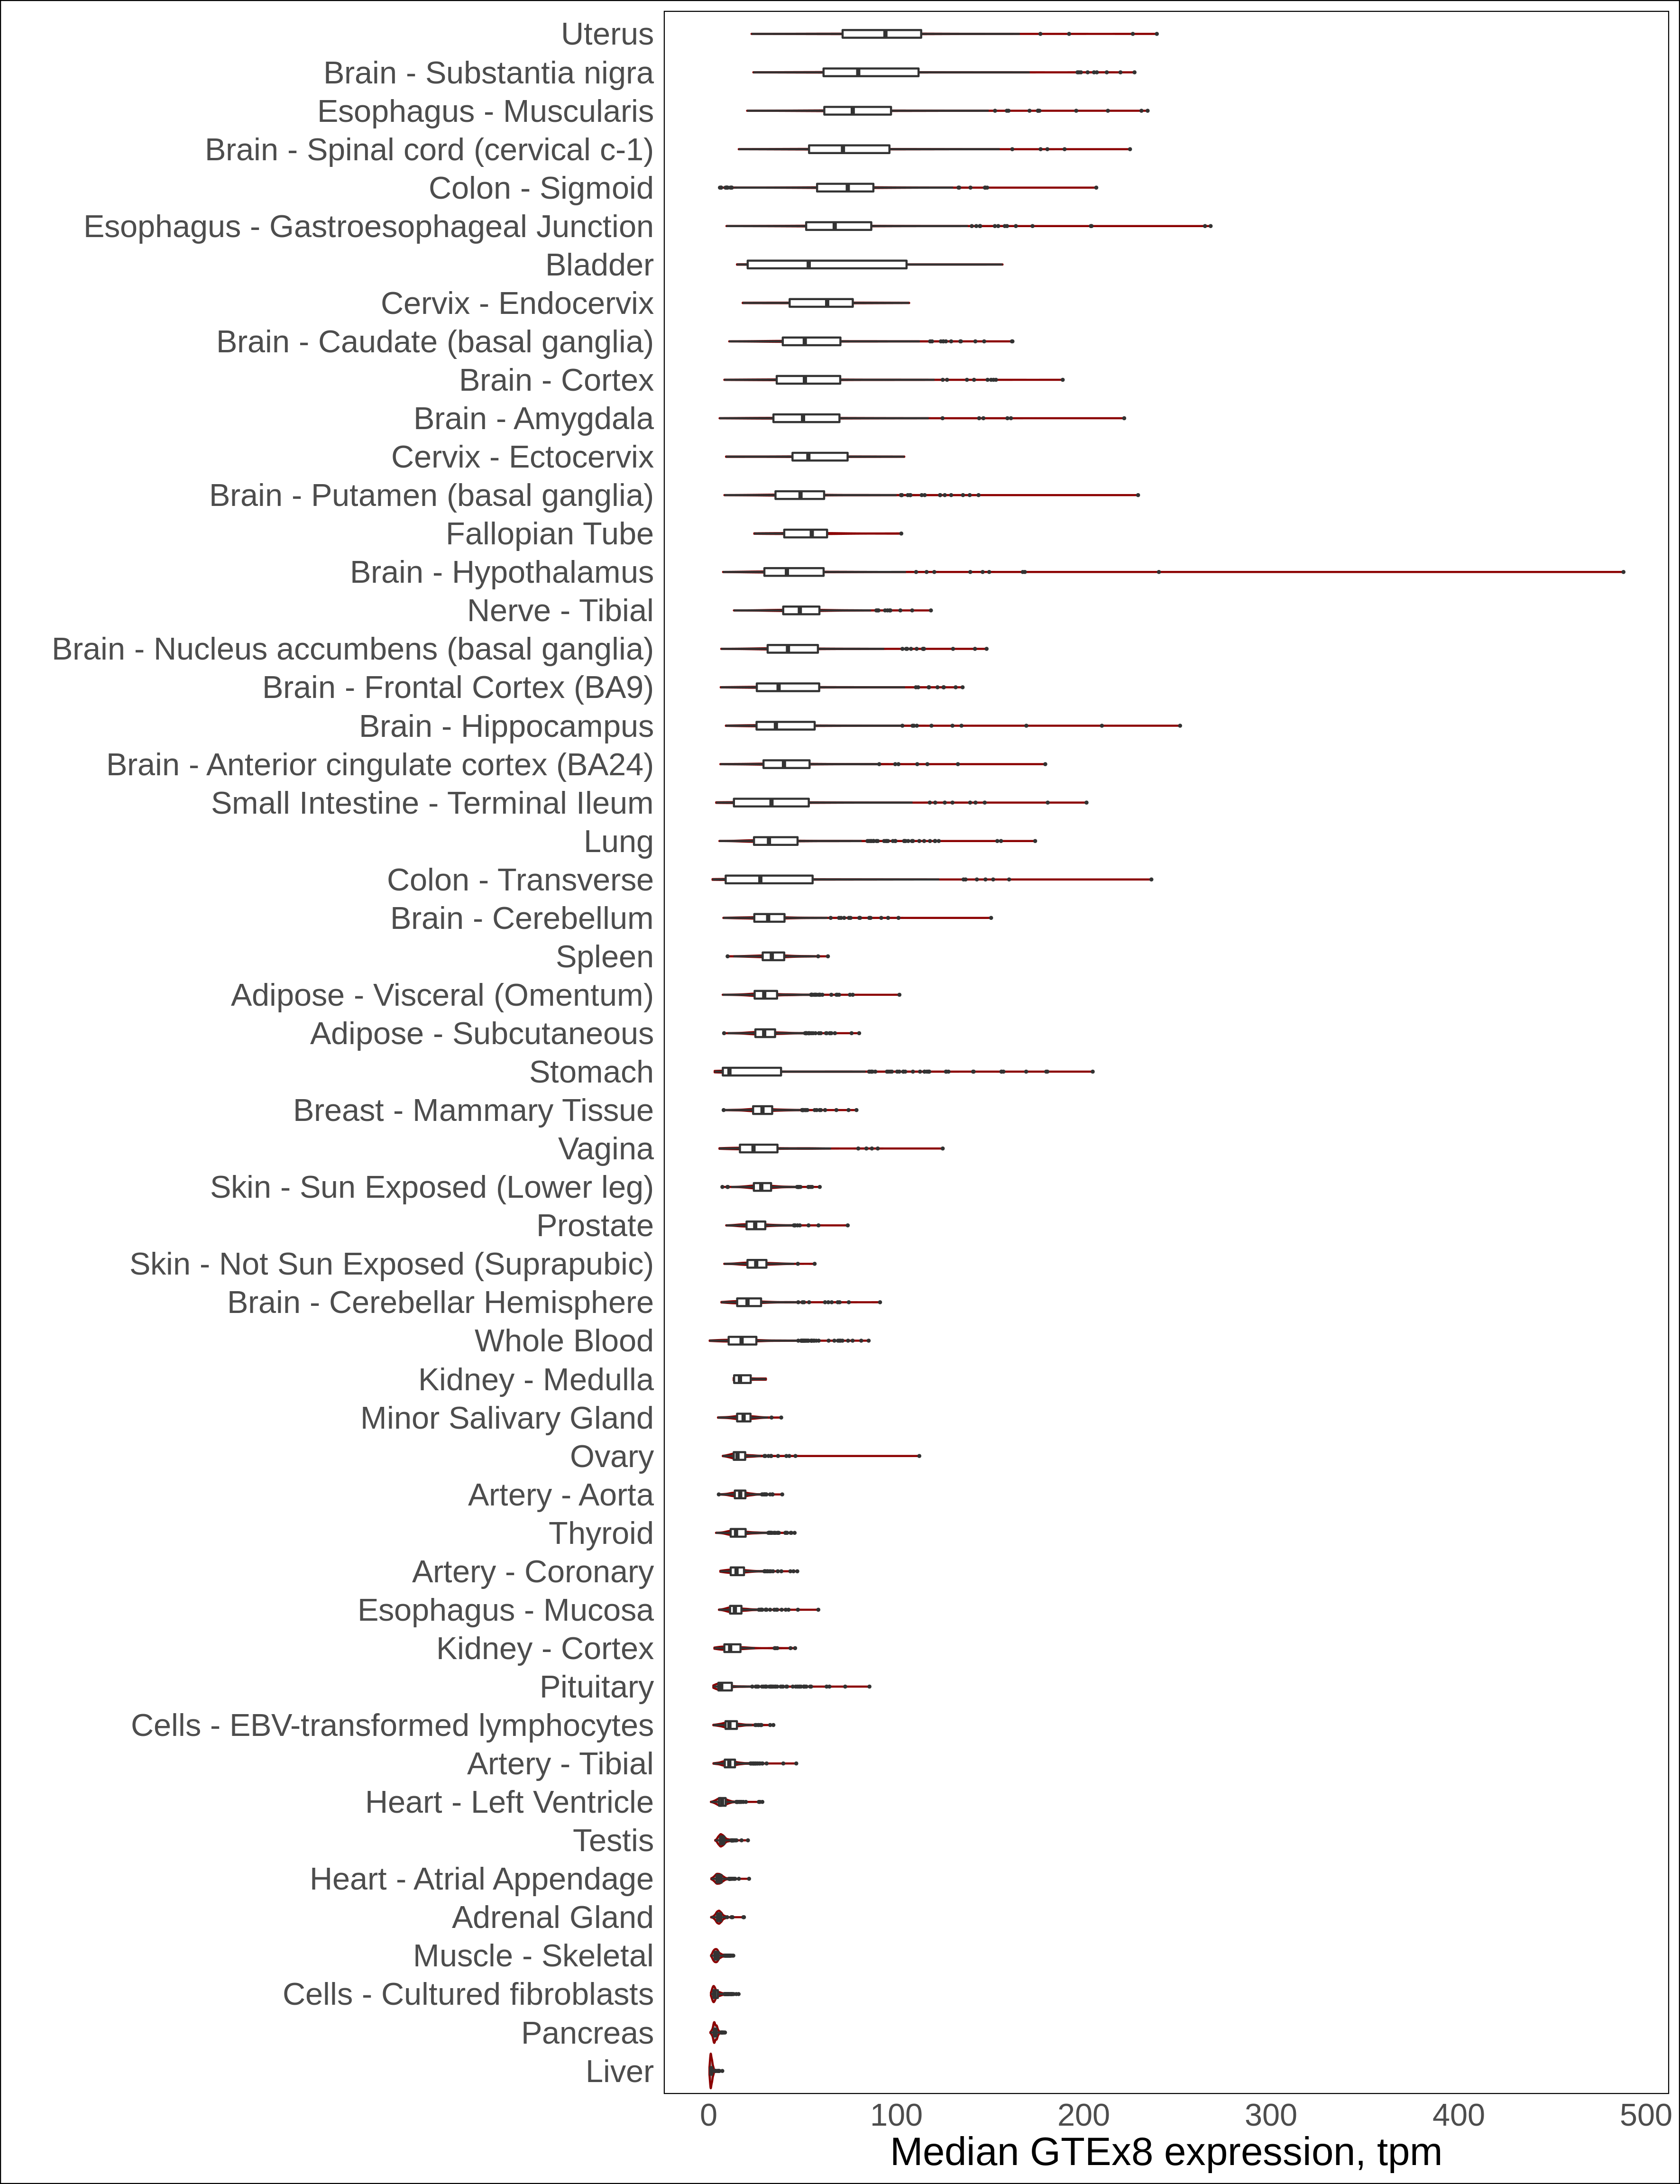 Uterus
Brain - Substantia nigra
Esophagus - Muscularis
Brain - Spinal cord (cervical c-1)
Colon - Sigmoid
Esophagus - Gastroesophageal Junction
Bladder
Cervix - Endocervix
Brain - Caudate (basal ganglia)
Brain - Cortex
Brain - Amygdala
Cervix - Ectocervix
Brain - Putamen (basal ganglia)
Fallopian Tube
Brain - Hypothalamus
Nerve - Tibial
Brain - Nucleus accumbens (basal ganglia)
Brain - Frontal Cortex (BA9)
Brain - Hippocampus
Brain - Anterior cingulate cortex (BA24)
Small Intestine - Terminal Ileum
Lung
Colon - Transverse
Brain - Cerebellum
Spleen
Adipose - Visceral (Omentum)
Adipose - Subcutaneous
Stomach
Breast - Mammary Tissue
Vagina
Skin - Sun Exposed (Lower leg)
Prostate
Skin - Not Sun Exposed (Suprapubic)
Brain - Cerebellar Hemisphere
Whole Blood
Kidney - Medulla
Minor Salivary Gland
Ovary
Artery - Aorta
Thyroid
Artery - Coronary
Esophagus - Mucosa
Kidney - Cortex
Pituitary
Cells - EBV-transformed lymphocytes
Artery - Tibial
Heart - Left Ventricle
Testis
Heart - Atrial Appendage
Adrenal Gland
Muscle - Skeletal
Cells - Cultured fibroblasts
Pancreas
Liver
0 100 200 300 400 500
Median GTEx8 expression, tpm